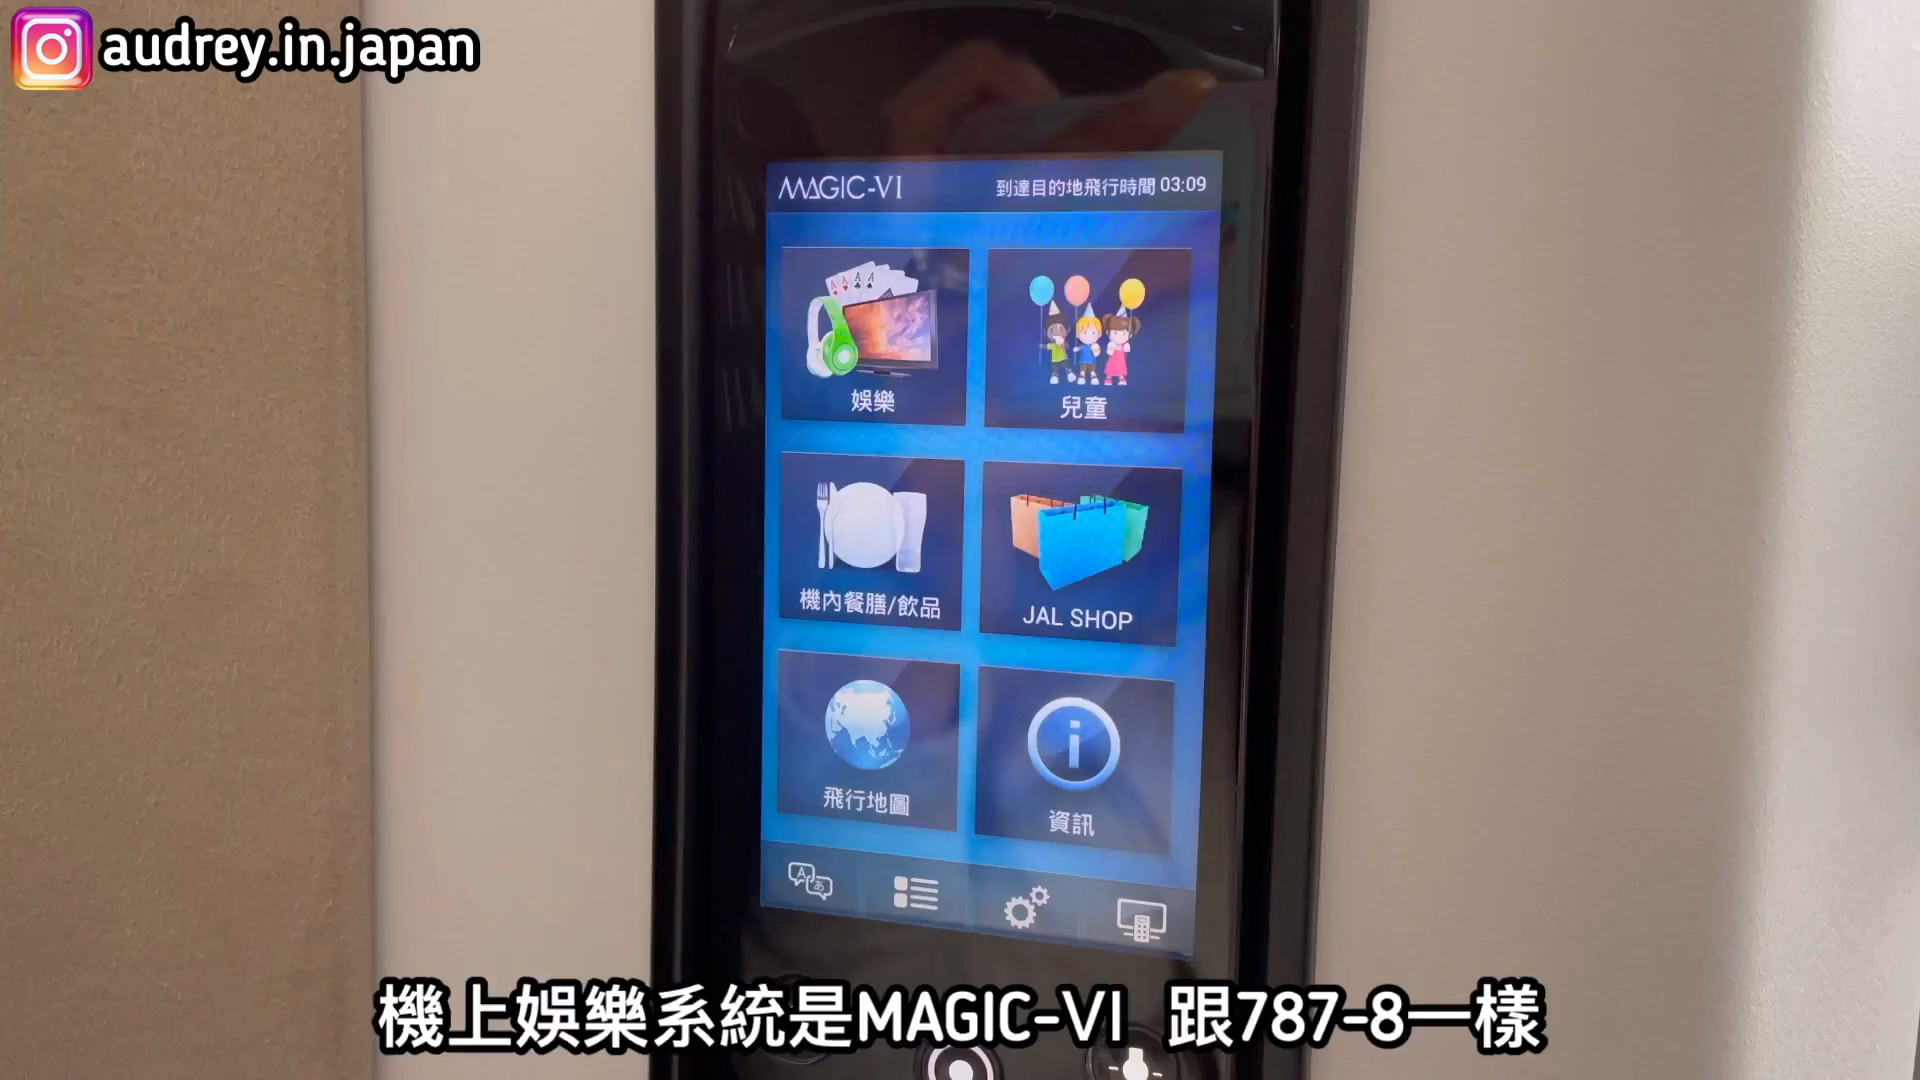 audrey.in.japan
MAGIC-VI
到達目的地飛行時間 03:09
娛樂
兒童
機內餐膳/飲品
JAL SHOP
飛行地圖
資訊
機上娛樂系統是MAGIC-VI 跟787-8一樣